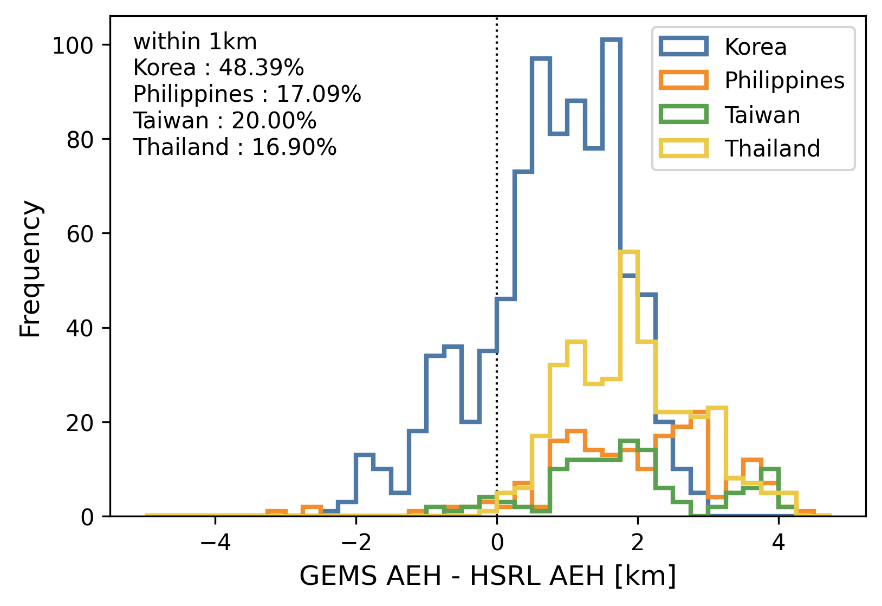 within 1km
Korea : 48.39%
Philippines : 17.09%
Taiwan : 20.00%
Thailand : 16.90%
Korea
Philippines
Taiwan
Thailand
100
80
60
40
20
0
Frequency
−4
−2
0
2
4
GEMS AEH - HSRL AEH [km]